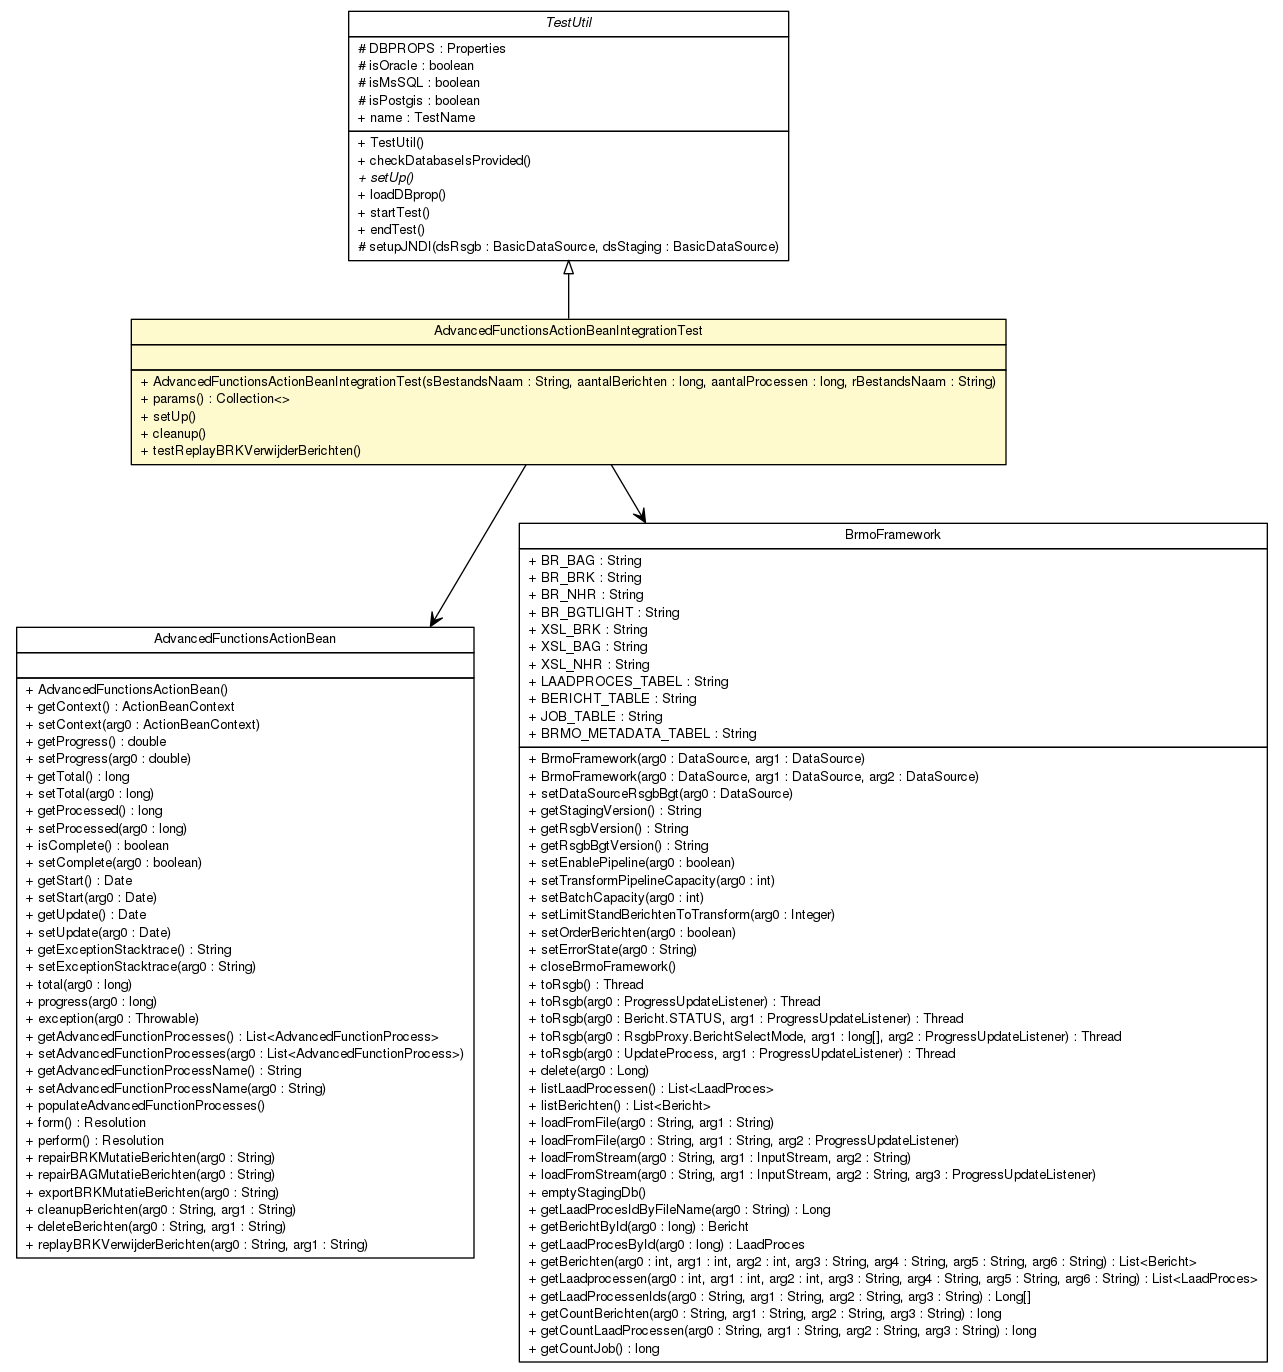 TestUtil
# DBPROPS : Properties
# isOracle : boolean
# isMsSQL : boolean
# isPostgis : boolean
+ name : TestName
+ TestUtil()
+ checkDatabaseIsProvided()
+ setUp()
+ loadDBprop()
+ startTest()
+ endTest()
# setupJNDI(dsRsgb : BasicDataSource, dsStaging : BasicDataSource)
AdvancedFunctionsActionBeanIntegrationTest
+ AdvancedFunctionsActionBeanIntegrationTest(sBestandsNaam : String, aantalBerichten : long, aantalProcessen : long, rBestandsNaam : String)
+ params() : Collection<>
+ setUp()
+ cleanup()
+ testReplayBRKVerwijderBerichten()
AdvancedFunctionsActionBean
+ AdvancedFunctionsActionBean()
+ getContext() : ActionBeanContext
+ setContext(arg0 : ActionBeanContext)
+ getProgress() : double
+ setProgress(arg0 : double)
+ getTotal() : long
+ setTotal(arg0 : long)
+ getProcessed() : long
+ setProcessed(arg0 : long)
+ isComplete() : boolean
+ setComplete(arg0 : boolean)
+ getStart() : Date
+ setStart(arg0 : Date)
+ getUpdate() : Date
+ setUpdate(arg0 : Date)
+ getExceptionStacktrace() : String
+ setExceptionStacktrace(arg0 : String)
+ total(arg0 : long)
+ progress(arg0 : long)
+ exception(arg0 : Throwable)
+ getAdvancedFunctionProcesses() : List<AdvancedFunctionProcess>
+ setAdvancedFunctionProcesses(arg0 : List<AdvancedFunctionProcess>)
+ getAdvancedFunctionProcessName() : String
+ setAdvancedFunctionProcessName(arg0 : String)
+ populateAdvancedFunctionProcesses()
+ form() : Resolution
+ perform() : Resolution
+ repairBRKMutatieBerichten(arg0 : String)
+ repairBAGMutatieBerichten(arg0 : String)
+ exportBRKMutatieBerichten(arg0 : String)
+ cleanupBerichten(arg0 : String, arg1 : String)
+ deleteBerichten(arg0 : String, arg1 : String)
+ replayBRKVerwijderBerichten(arg0 : String, arg1 : String)
BrmoFramework
+ BR_BAG : String
+ BR_BRK : String
+ BR_NHR : String
+ BR_BGTLIGHT : String
+ XSL_BRK : String
+ XSL_BAG : String
+ XSL_NHR : String
+ LAADPROCES_TABEL : String
+ BERICHT_TABLE : String
+ JOB_TABLE : String
+ BRMO_METADATA_TABEL : String
+ BrmoFramework(arg0 : DataSource, arg1 : DataSource)
+ BrmoFramework(arg0 : DataSource, arg1 : DataSource, arg2 : DataSource)
+ setDataSourceRsgbBgt(arg0 : DataSource)
+ getStagingVersion() : String
+ getRsgbVersion() : String
+ getRsgbBgtVersion() : String
+ setEnablePipeline(arg0 : boolean)
+ setTransformPipelineCapacity(arg0 : int)
+ setBatchCapacity(arg0 : int)
+ setLimitStandBerichtenToTransform(arg0 : Integer)
+ setOrderBerichten(arg0 : boolean)
+ setErrorState(arg0 : String)
+ closeBrmoFramework()
+ toRsgb() : Thread
+ toRsgb(arg0 : ProgressUpdateListener) : Thread
+ toRsgb(arg0 : Bericht.STATUS, arg1 : ProgressUpdateListener) : Thread
+ toRsgb(arg0 : RsgbProxy.BerichtSelectMode, arg1 : long[], arg2 : ProgressUpdateListener) : Thread
+ toRsgb(arg0 : UpdateProcess, arg1 : ProgressUpdateListener) : Thread
+ delete(arg0 : Long)
+ listLaadProcessen() : List<LaadProces>
+ listBerichten() : List<Bericht>
+ loadFromFile(arg0 : String, arg1 : String)
+ loadFromFile(arg0 : String, arg1 : String, arg2 : ProgressUpdateListener)
+ loadFromStream(arg0 : String, arg1 : InputStream, arg2 : String)
+ loadFromStream(arg0 : String, arg1 : InputStream, arg2 : String, arg3 : ProgressUpdateListener)
+ emptyStagingDb()
+ getLaadProcesIdByFileName(arg0 : String) : Long
+ getBerichtById(arg0 : long) : Bericht
+ getLaadProcesById(arg0 : long) : LaadProces
+ getBerichten(arg0 : int, arg1 : int, arg2 : int, arg3 : String, arg4 : String, arg5 : String, arg6 : String) : List<Bericht>
+ getLaadprocessen(arg0 : int, arg1 : int, arg2 : int, arg3 : String, arg4 : String, arg5 : String, arg6 : String) : List<LaadProces>
+ getLaadProcessenIds(arg0 : String, arg1 : String, arg2 : String, arg3 : String) : Long[]
+ getCountBerichten(arg0 : String, arg1 : String, arg2 : String, arg3 : String) : long
+ getCountLaadProcessen(arg0 : String, arg1 : String, arg2 : String, arg3 : String) : long
+ getCountJob() : long